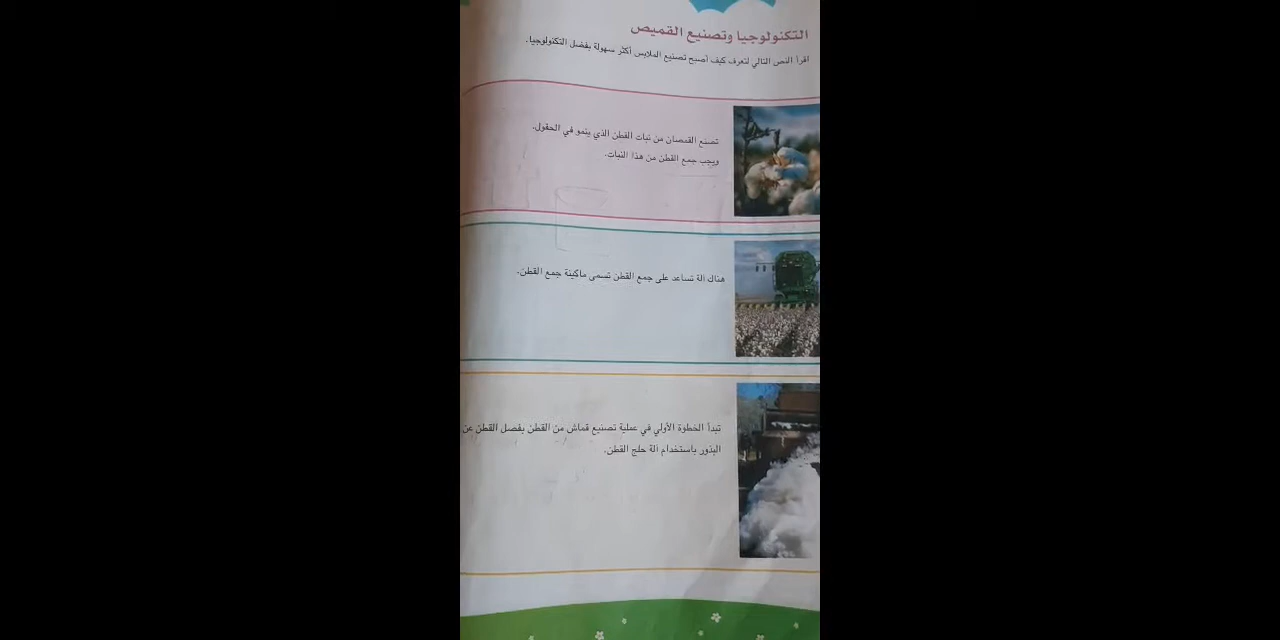 التكنولوجيا وتصنيع القميص
اقرأ النص التالي لتعرف كيف أصبح تصنيع الملابس أكثر سهولة بفضل التكنولوجيا.
تصنع القمصان من نبات القطن الذي ينمو في الحقول.
ويجب جمع القطن من هذا النبات.
هناك آلة تساعد على جمع القطن تسمى ماكينة جمع القطن.
تبدأ الخطوة الأولي في عملية تصنيع قماش من القطن بفصل القطن عن
البذور باستخدام آلة حلج القطن.